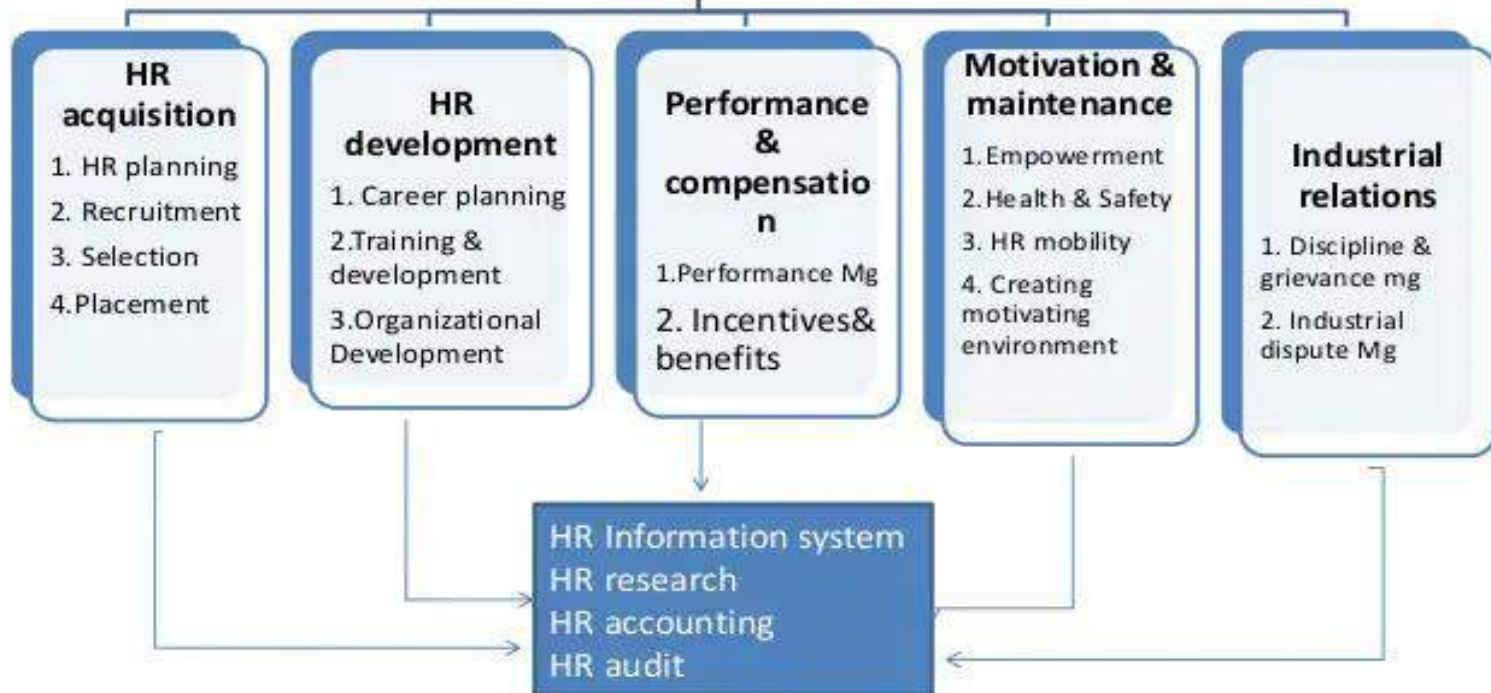 HR
acquisition
1. HR planning
2. Recruitment
3. Selection
4.Placement
HR
development
1. Career planning
2.Training &
development
3.Organizational
Development
Performance
&
compensatio
n
1.Performance Mg
2. Incentives&
benefits
Motivation &
maintenance
1.Empowerment
2.Health & Safety
3. HR mobility
4. Creating
motivating
environment
Industrial
relations
1. Discipline &
grievance mg
2. Industrial
dispute Mg
HR Information system
HR research
HR accounting
HR audit